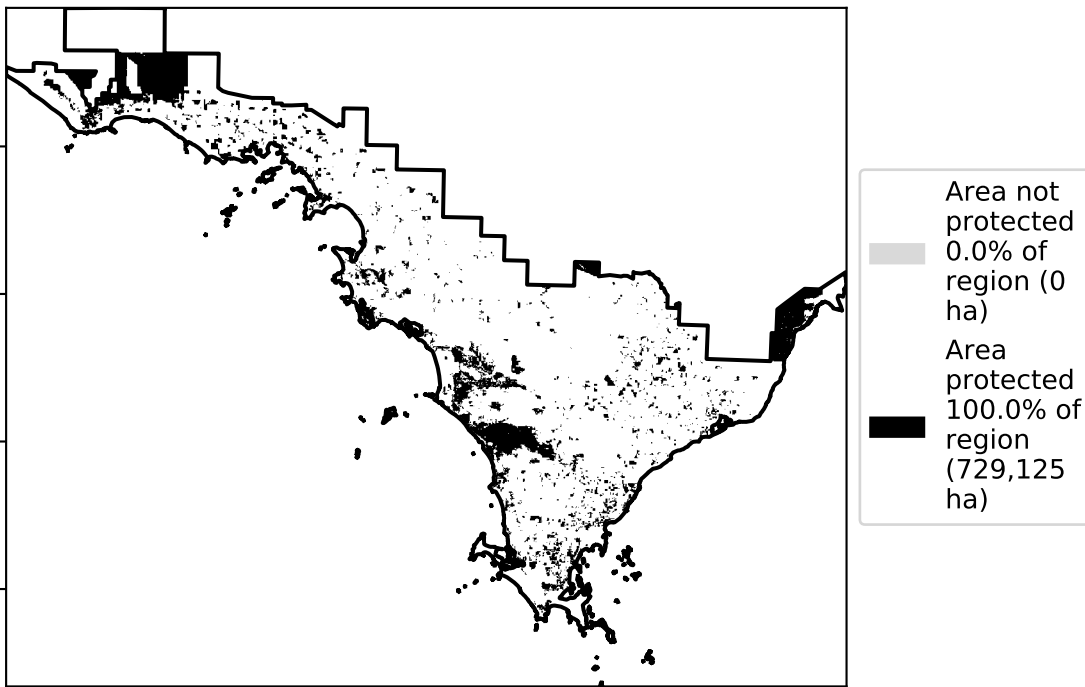 Area not
protected
0.0% of
region (0
ha)
Area
protected
100.0% of
region
(729,125
ha)